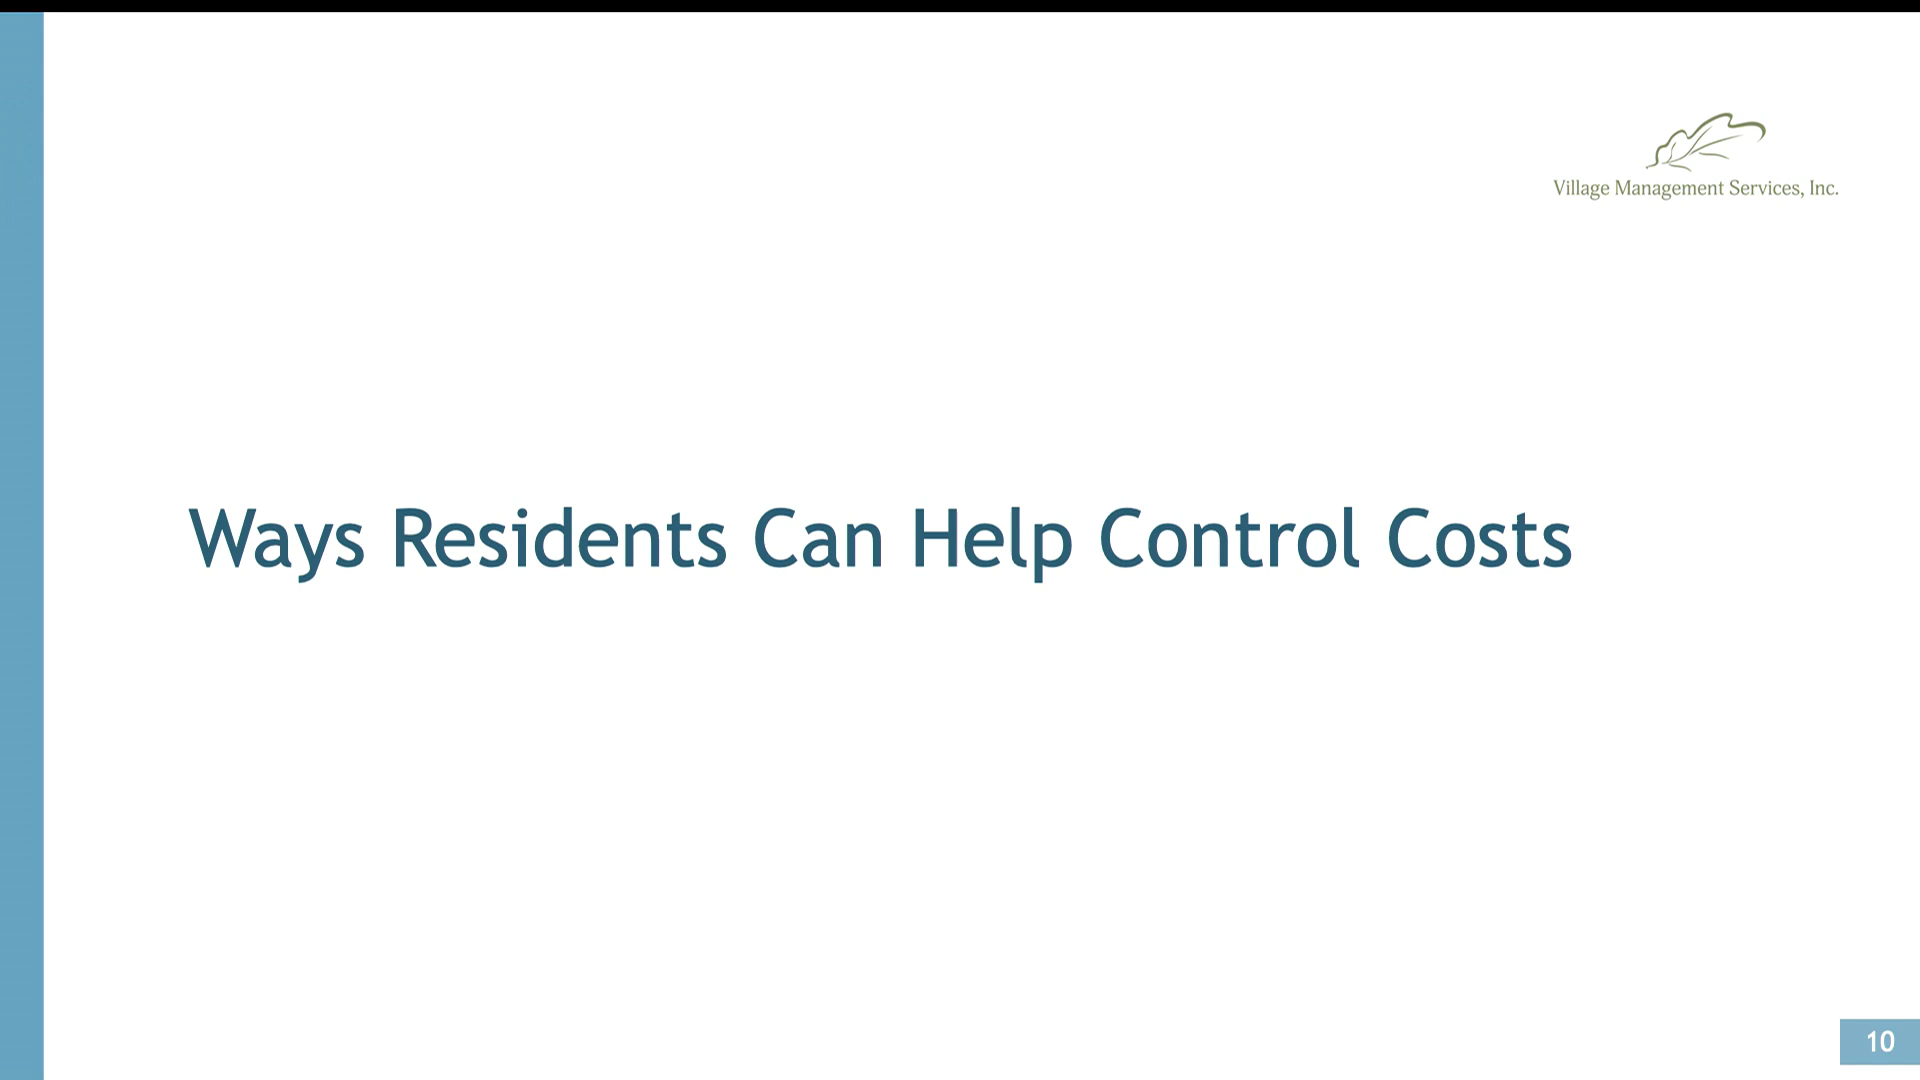 Village Management Services, Inc.
Ways Residents Can Help Control Costs
10